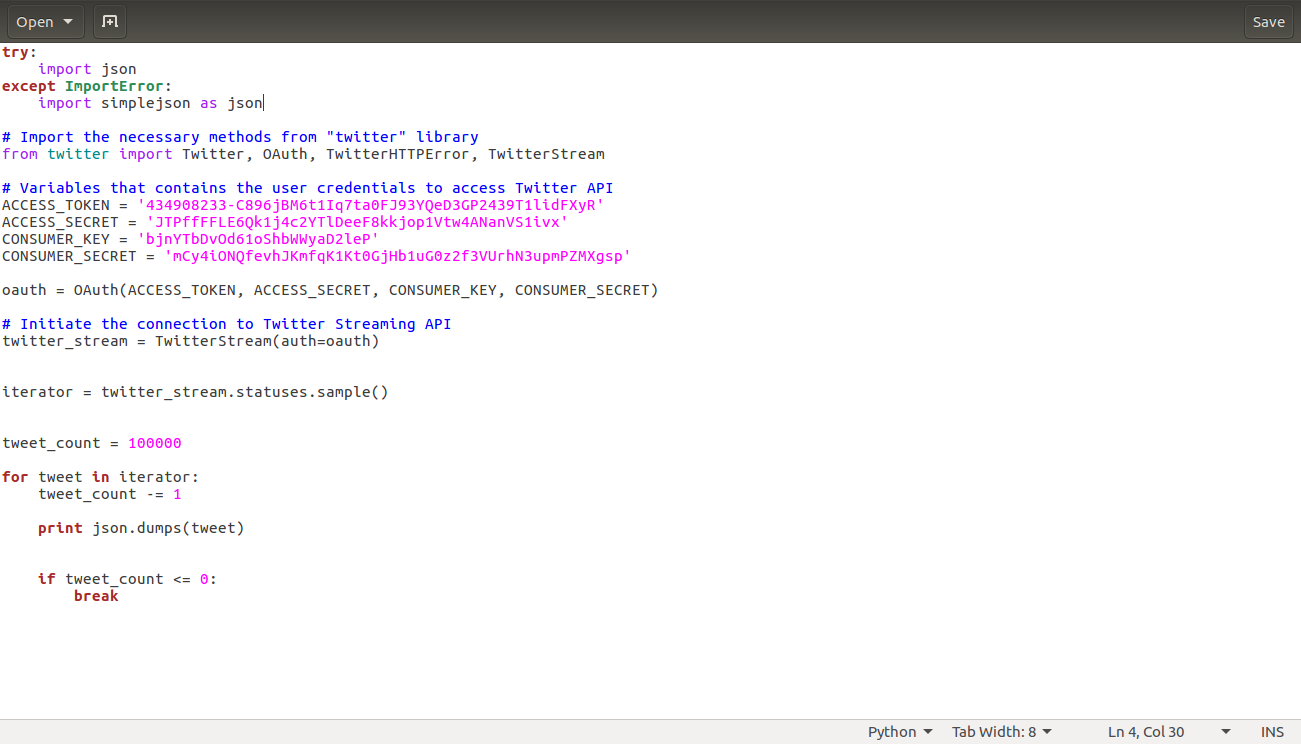 Open
Save
try:
    import json
except ImportError:
    import simplejson as json
# Import the necessary methods from "twitter" library
from twitter import Twitter, OAuth, TwitterHTTPError, TwitterStream
# Variables that contains the user credentials to access Twitter API
ACCESS_TOKEN = '434908233-C896jBM6t1Iq7ta0FJ93YQeD3GP2439T1lidFXyR'
ACCESS_SECRET = 'JTPffFFLE6Qk1j4c2YTlDeeF8kkjop1Vtw4ANanVS1ivx'
CONSUMER_KEY = 'bjnYTbDvOd61oShbWWyaD2leP'
CONSUMER_SECRET = 'mCy4iONQfevhJKmfqK1Kt0GjHb1uG0z2f3VUrhN3upmPZMXgsp'
oauth = OAuth(ACCESS_TOKEN, ACCESS_SECRET, CONSUMER_KEY, CONSUMER_SECRET)
# Initiate the connection to Twitter Streaming API
twitter_stream = TwitterStream(auth=oauth)
iterator = twitter_stream.statuses.sample()
tweet_count = 100000
for tweet in iterator:
    tweet_count -= 1
    print json.dumps(tweet)
    if tweet_count <= 0:
        break
Python Tab Width: 8 Ln 4, Col 30 INS